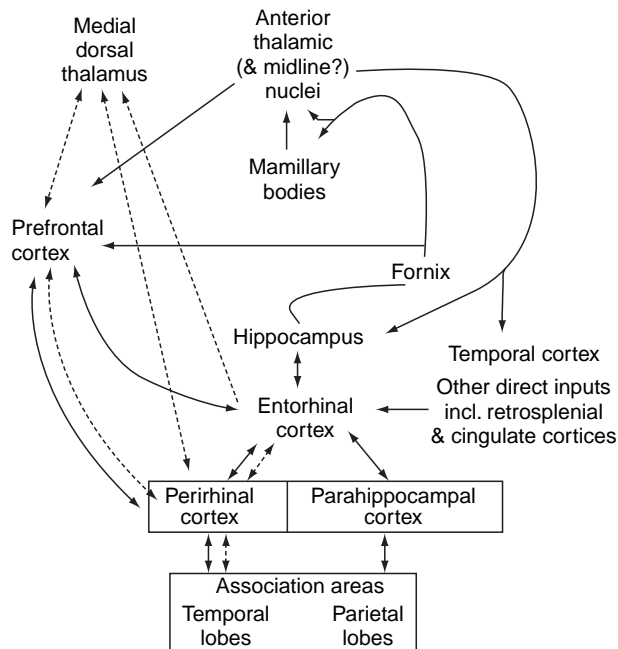 Medial
dorsal
thalamus
Anterior
thalamic
(& midline?)
nuclei
Mamillary
bodies
Prefrontal
cortex
Fornix
Hippocampus
Temporal cortex
Entorhinal
cortex
Other direct inputs
incl. retrosplenial
& cingulate cortices
Perirhinal
cortex
Parahippocampal
cortex
Association areas
Temporal
lobes
Parietal
lobes